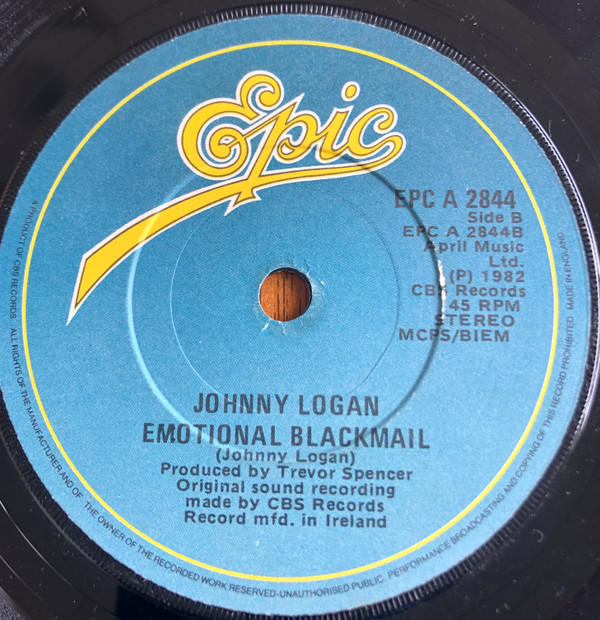 Epic
EPC A 2844
Side B
EPC A 2844B
April Music
Ltd.
(P) 1982
CBS Records
45 RPM
STEREO
MCPS/BIEM
JOHNNY LOGAN
EMOTIONAL BLACKMAIL
(Johnny Logan)
Produced by Trevor Spencer
Original sound recording
made by CBS Records
Record mfd. in Ireland
A PRODUCT OF CBS RECORDS. ALL RIGHTS OF THE MANUFACTURER AND OF THE OWNER OF THE RECORDED WORK RESERVED-UNAUTHORISED PUBLIC PERFORMANCE BROADCASTING AND COPYING OF THIS RECORD PROHIBITED MADE IN ENGLAND